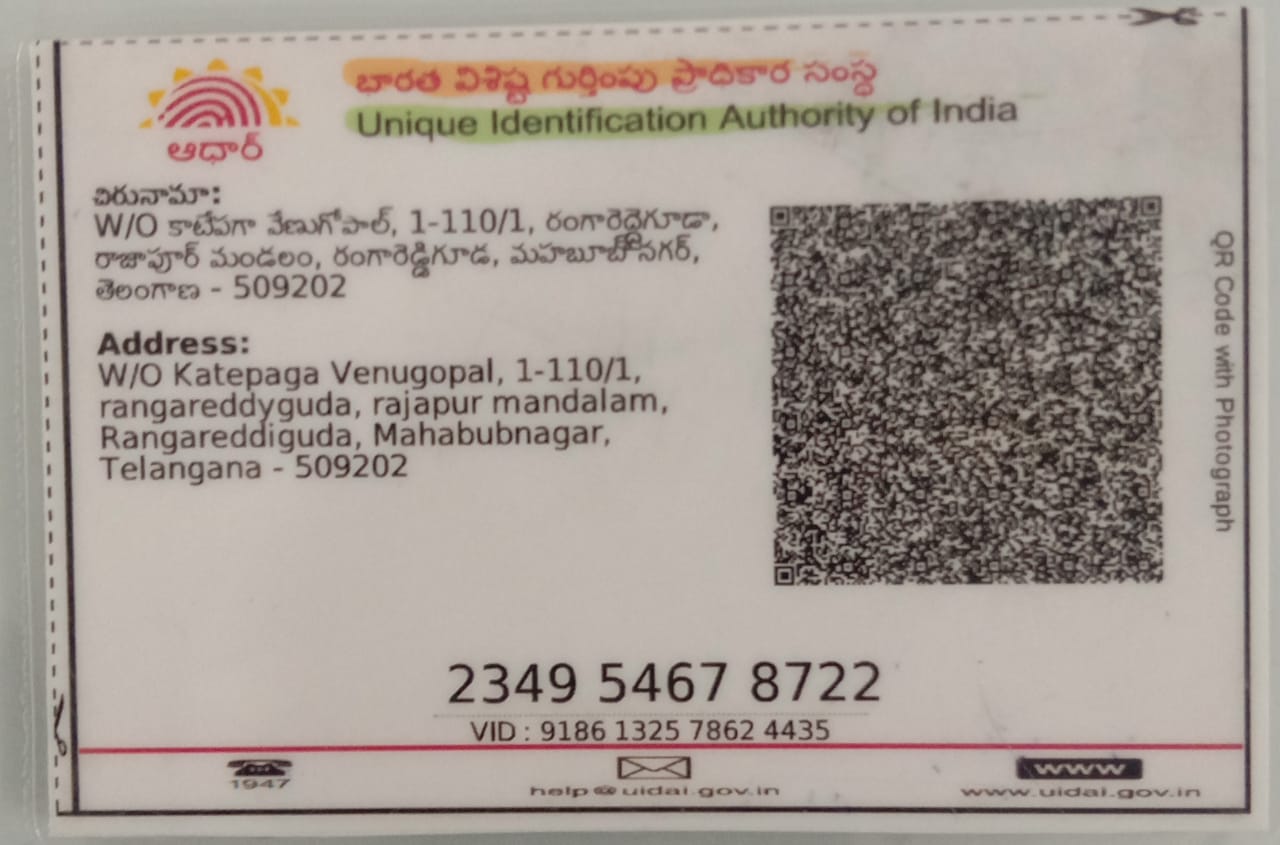 భారత విశిష్ట గుర్తింపు ప్రాధికార సంస్థ
Unique Identification Authority of India
ఆధార్
చిరునామా:
W/O కాటేపగా వేణుగోపాల్, 1-110/1, రంగారెడ్డైగూడా,
రాజాపూర్ మండలం, రంగారెడ్డిగూడ, మహబూబ్ నగర్,
తెలంగాణ - 509202
Address:
W/O Katepaga Venugopal, 1-110/1,
rangareddyguda, rajapur mandalam,
Rangareddiguda, Mahabubnagar,
Telangana - 509202
QR Code with Photograph
2349 5467 8722
VID : 9186 1325 7862 4435
1947
help@uidai.gov.in
www
www.uidai.gov.in